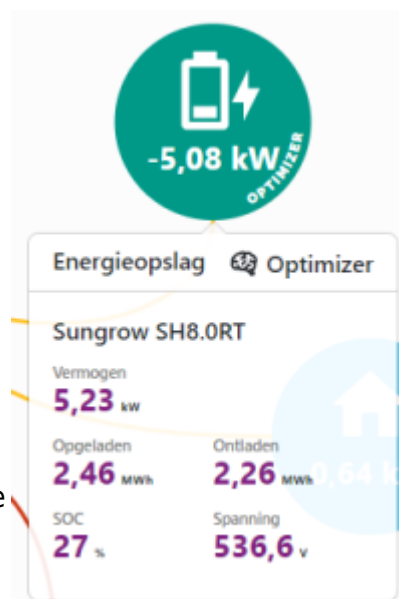 -5,08 kW
OPTIMIZER
Energieopslag Optimizer
Sungrow SH8.0RT
Vermogen
5,23 kW
Opgeladen Ontladen
2,46 MWh 2,26 MWh
0,64 k
SOC Spanning
27 % 536,6 V
e